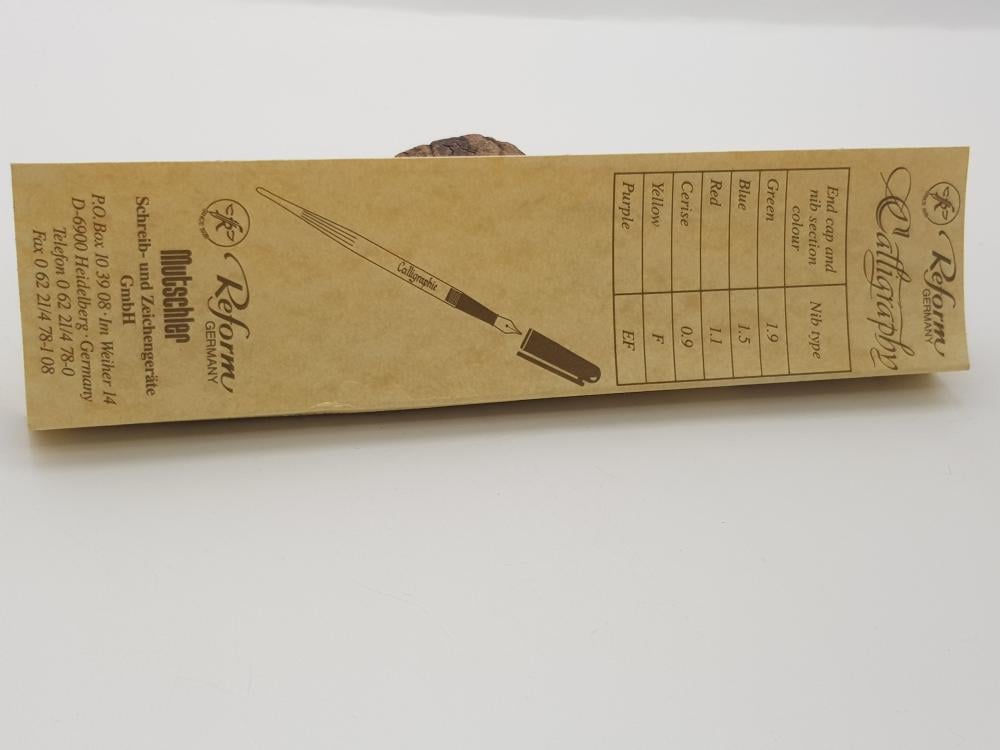 Reform
GERMANY
Calligraphy
End cap and nib section colour Nib type
Green 1.9
Blue 1.5
Red 1.1
Cerise 0.9
Yellow F
Purple EF
Calligraphie
Reform
GERMANY
Mutschler
Schreib- und Zeichengeräte
GmbH
P.O.Box 10 39 08 · Im Weiher 14
D-6900 Heidelberg · Germany
Telefon 0 62 21/4 78-0
Fax 0 62 21/4 78-1 08